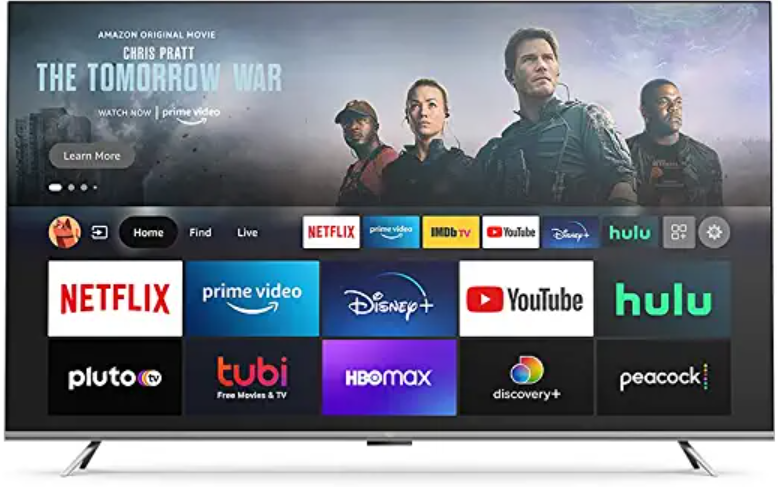 AMAZON ORIGINAL MOVIE
CHRIS PRATT
THE TOMORROW WAR
WATCH NOW | prime video
Learn More
Home Find Live NETFLIX prime video IMDb TV YouTube Disney+ hulu
NETFLIX prime video Disney+ YouTube hulu
pluto tv tubi HBOmax discovery+ peacock
Free Movies & TV